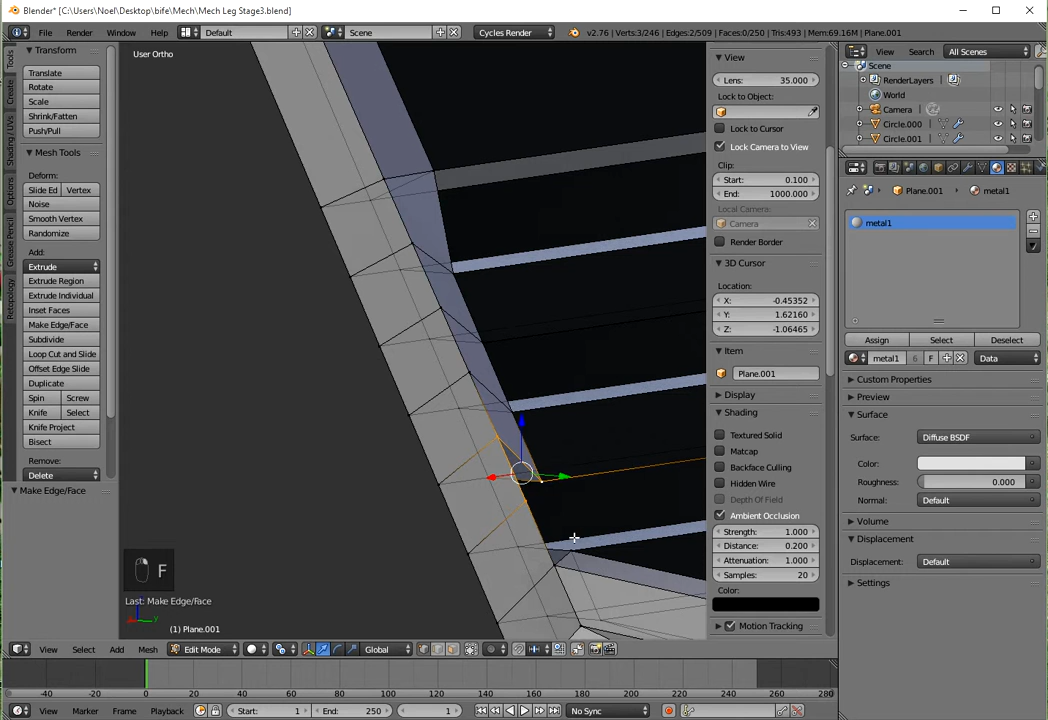 Blender* [C:\Users\Noel\Desktop\bife\Mech\Mech Leg Stage3.blend]
File Render Window Help Default Scene Cycles Render v2.76 | Verts:3/246 | Edges:2/509 | Faces:0/250 | Tris:493 | Mem:69.16M | Plane.001
Tools
Create
Shading / UVs
Options
Grease Pencil
Retopology
Transform
Translate
Rotate
Scale
Shrink/Fatten
Push/Pull
Mesh Tools
Deform:
Slide Ed Vertex
Noise
Smooth Vertex
Randomize
Add:
Extrude
Extrude Region
Extrude Individual
Inset Faces
Make Edge/Face
Subdivide
Loop Cut and Slide
Offset Edge Slide
Duplicate
Spin Screw
Knife Select
Knife Project
Bisect
Remove:
Delete
Make Edge/Face
User Ortho
F
Last: Make Edge/Face
(1) Plane.001
View
Lens: 35.000
Lock to Object:
Lock to Cursor
Lock Camera to View
Clip:
Start: 0.100
End: 1000.000
Local Camera:
Camera
Render Border
3D Cursor
Location:
X: -0.45352
Y: 1.62160
Z: -1.06465
Item
Plane.001
Display
Shading
Textured Solid
Matcap
Backface Culling
Hidden Wire
Depth Of Field
Ambient Occlusion
Strength: 1.000
Distance: 0.200
Attenuation: 1.000
Samples: 20
Color:
Motion Tracking
View Search All Scenes
Scene
RenderLayers
World
Camera
Circle.000
Circle.001
Plane.001 metal1
metal1
Assign Select Deselect
metal1 6 F Data
Custom Properties
Preview
Surface
Surface: Diffuse BSDF
Color:
Roughness: 0.000
Normal: Default
Volume
Displacement
Displacement: Default
Settings
View Select Add Mesh Edit Mode Global
-40 -20 0 20 40 60 80 100 120 140 160 180 200 220 240 260 280
View Marker Frame Playback Start: 1 End: 250 1 No Sync